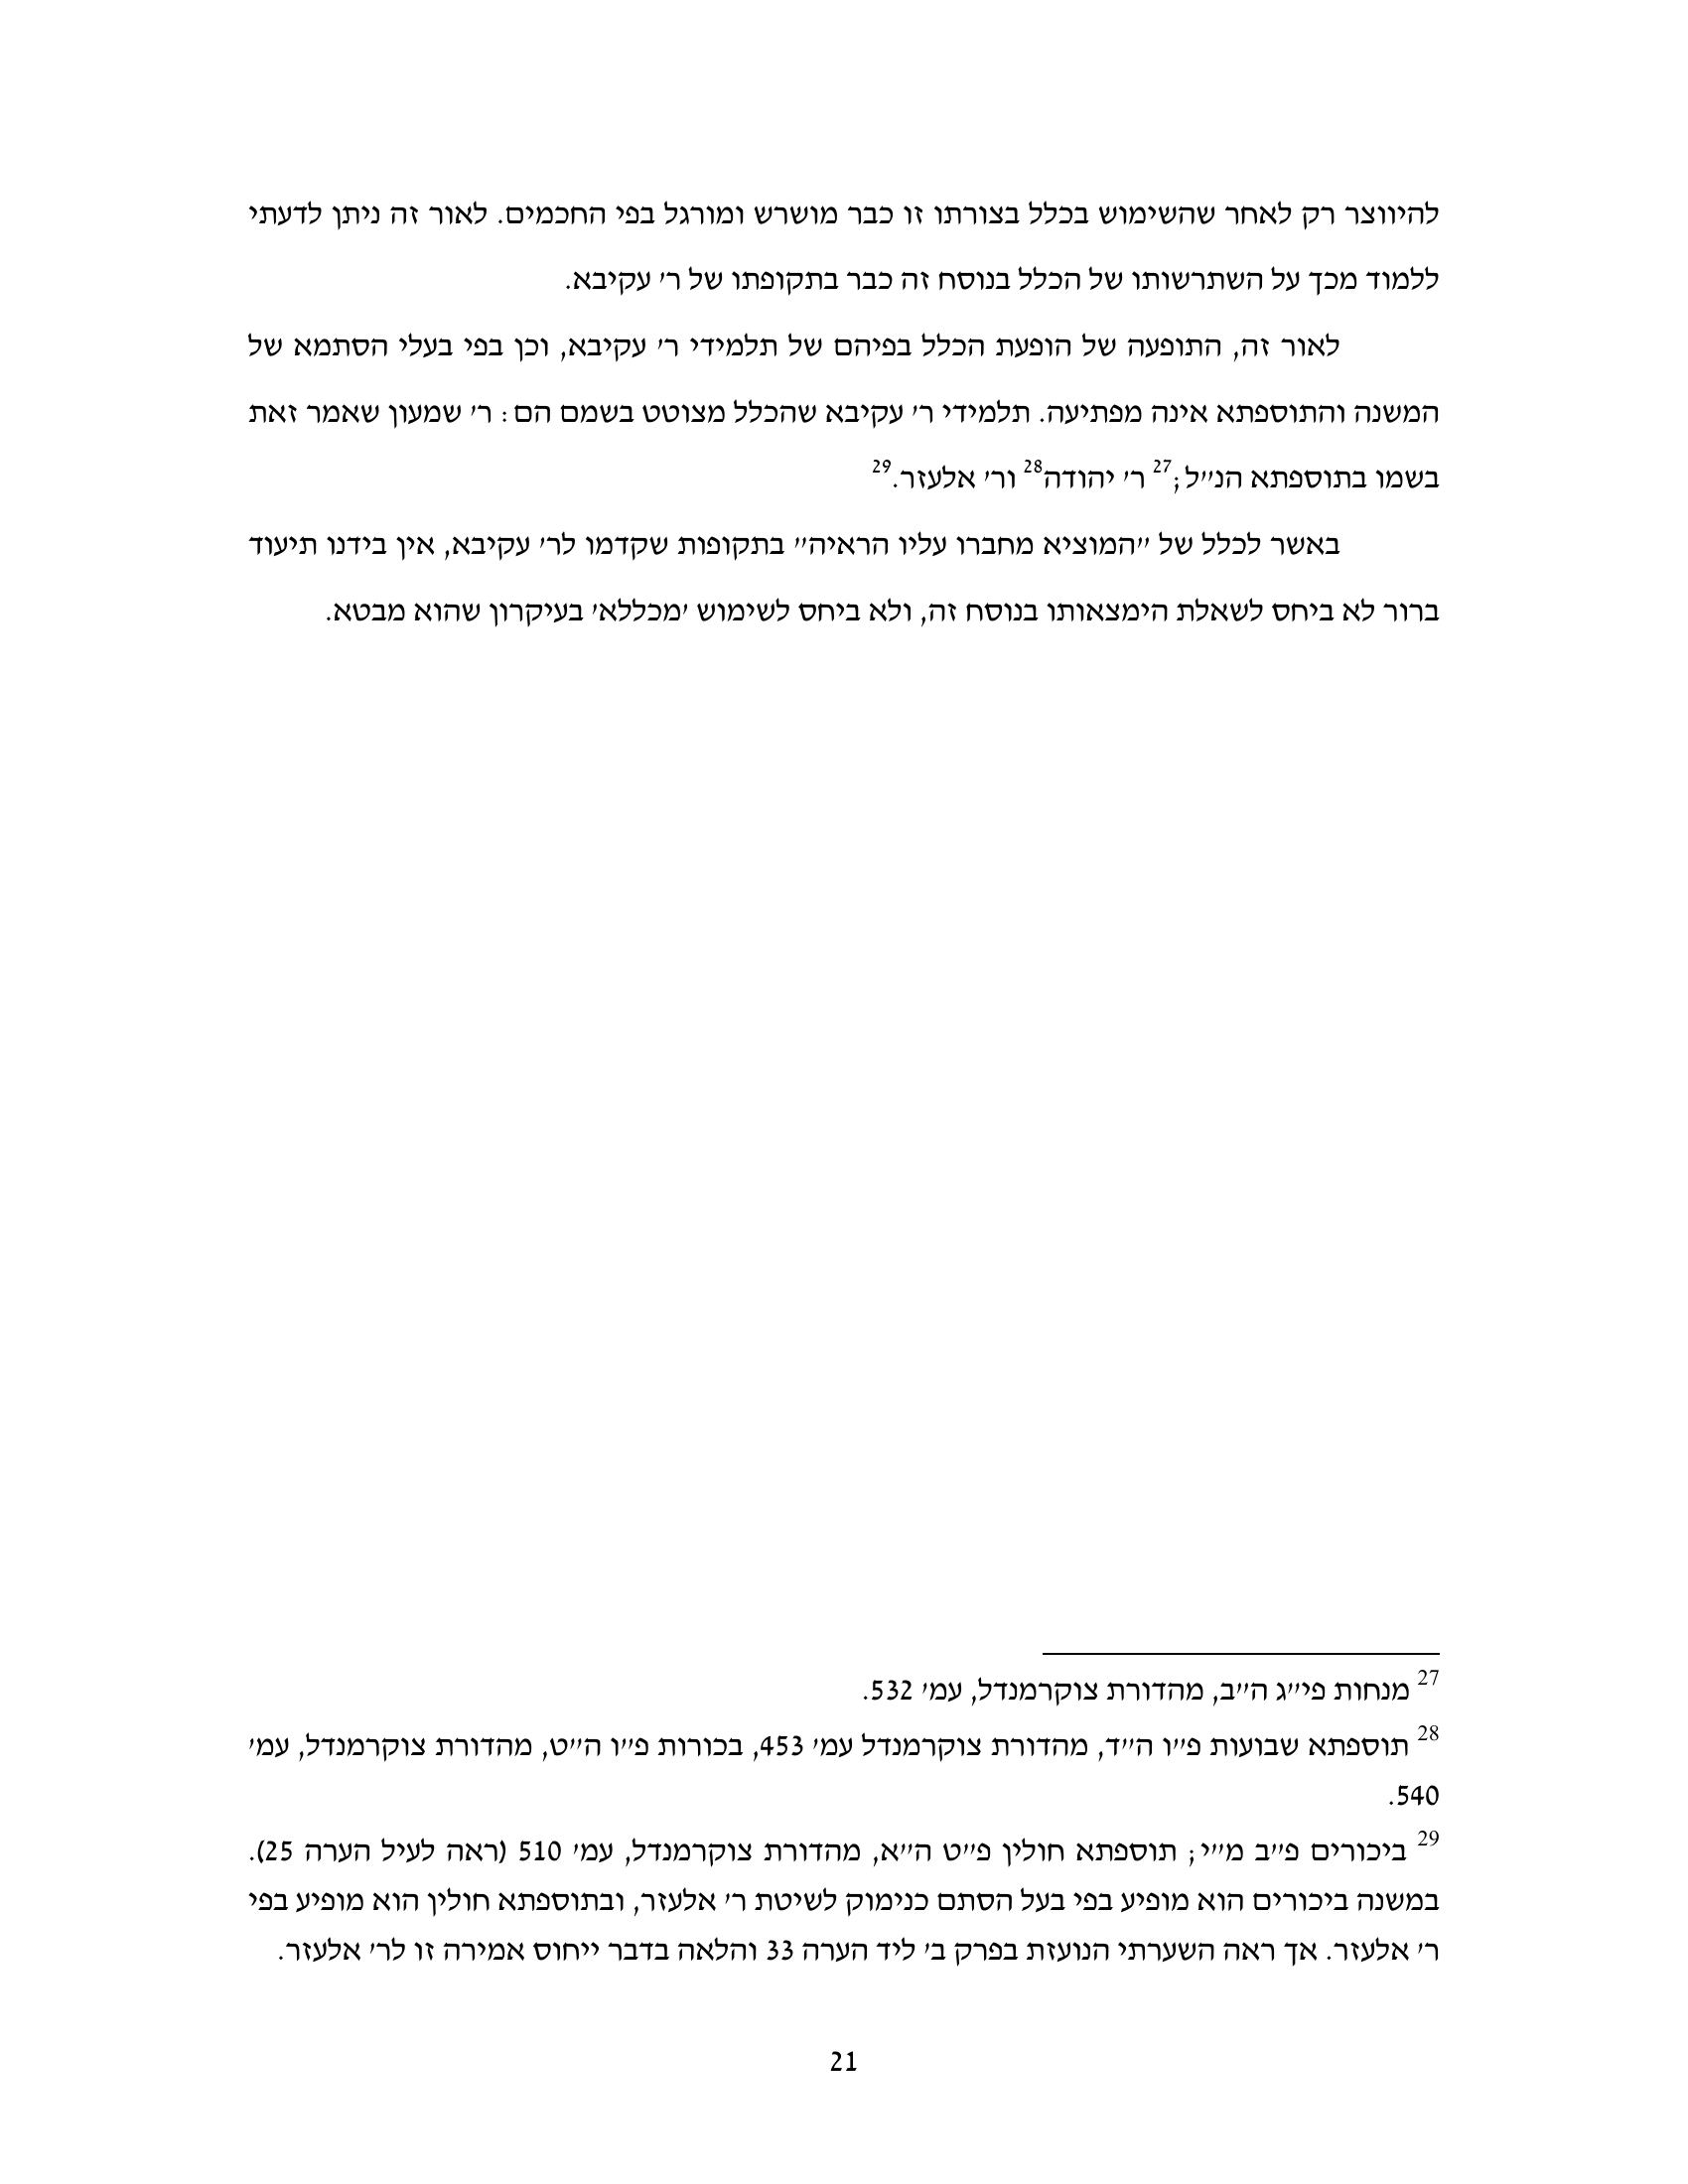 להיווצר רק לאחר שהשימוש בכלל בצורתו זו כבר מושרש ומורגל בפי החכמים. לאור זה ניתן לדעתי
ללמוד מכך על השתרשותו של הכלל בנוסח זה כבר בתקופתו של ר׳ עקיבא.
לאור זה, התופעה של הופעת הכלל בפיהם של תלמידי ר׳ עקיבא, וכן בפי בעלי הסתמא של
המשנה והתוספתא אינה מפתיעה. תלמידי ר׳ עקיבא שהכלל מצוטט בשמם הם: ר׳ שמעון שאמר זאת
בשמו בתוספתא הנ״ל;27 ר׳ יהודה28 ור׳ אלעזר.29
באשר לכלל של ״המוציא מחברו עליו הראיה״ בתקופות שקדמו לר׳ עקיבא, אין בידנו תיעוד
ברור לא ביחס לשאלת הימצאותו בנוסח זה, ולא ביחס לשימוש ׳מכללא׳ בעיקרון שהוא מבטא.
27 מנחות פי״ג הי״ב, מהדורת צוקרמנדל, עמ׳ 532.
28 תוספתא שבועות פ״ו ה״ד, מהדורת צוקרמנדל עמ׳ 453, בכורות פ״ו ה״ט, מהדורת צוקרמנדל, עמ׳
540.
29 ביכורים פ״ב מ״י; תוספתא חולין פ״ט ה״א, מהדורת צוקרמנדל, עמ׳ 510 (ראה לעיל הערה 25).
במשנה ביכורים הוא מופיע בפי בעל הסתם כנימוק לשיטת ר׳ אלעזר, ובתוספתא חולין הוא מופיע בפי
ר׳ אלעזר. אך ראה השערתי הנועזת בפרק ב׳ ליד הערה 33 והלאה בדבר ייחוס אמירה זו לר׳ אלעזר.
21